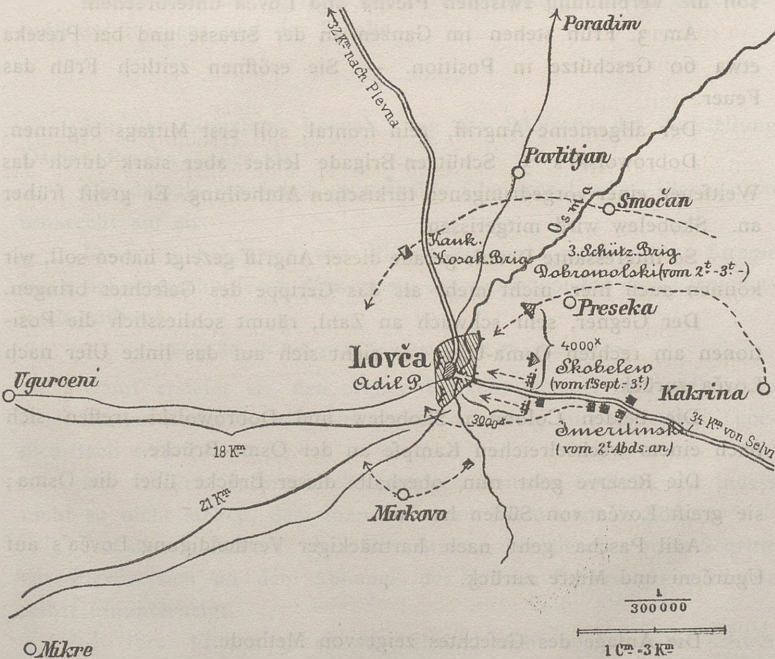 32 Km nach Plevna
Poradim
Pavlitjan
Osma
Smočan
Kauk.
Kosak. Brig.
3. Schütz. Brig.
Dobrowolski (vom 2t-3t-)
Preseka
4000x
Skobelew
(vom 1t Sept - 3t)
Lovča
Adil P.
Ugurceni
Kakrina
34 Km von Selvi
3000x
Imeritinski
(vom 2t Abds an)
18 Km
21 Km
Mirkovo
Mikre
1
300000
1 Cm = 3 Km